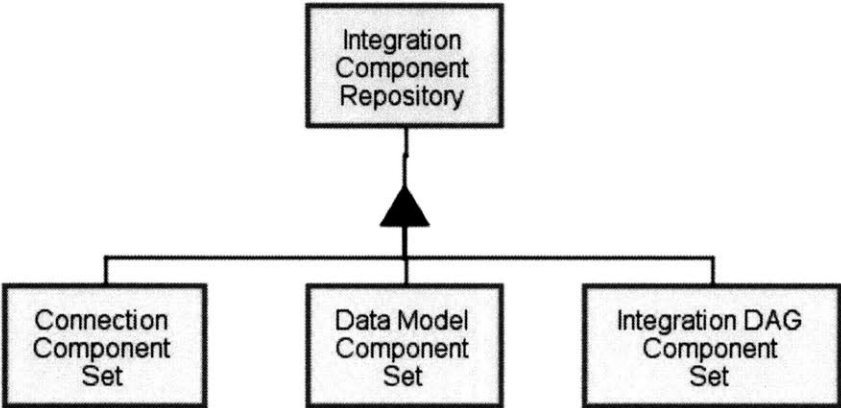 Integration
Component
Repository
Connection
Component
Set
Data Model
Component
Set
Integration DAG
Component
Set